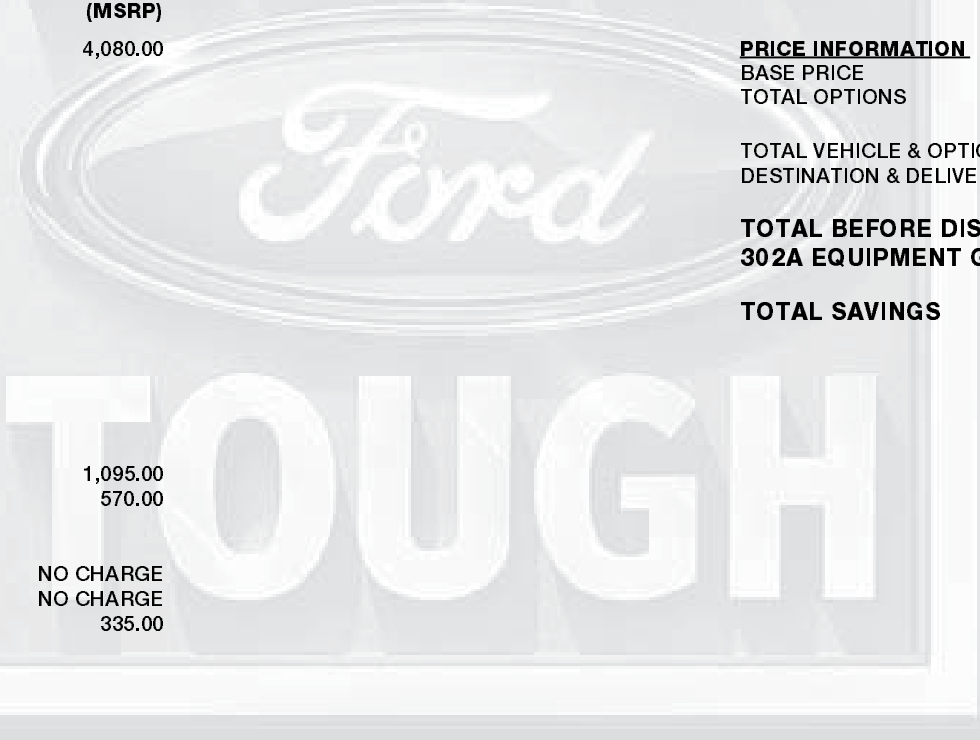 (MSRP)
4,080.00
PRICE INFORMATION
BASE PRICE
TOTAL OPTIONS
TOTAL VEHICLE & OPTIO
DESTINATION & DELIVE
TOTAL BEFORE DIS
302A EQUIPMENT G
TOTAL SAVINGS
Ford
TOUGH
1,095.00
570.00
NO CHARGE
NO CHARGE
335.00